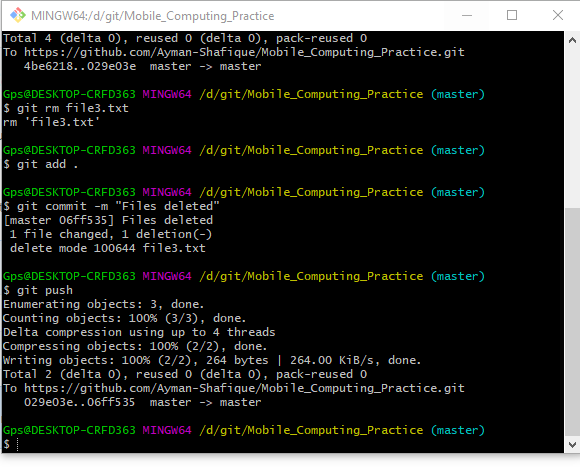 MINGW64:/d/git/Mobile_Computing_Practice
Total 4 (delta 0), reused 0 (delta 0), pack-reused 0
To https://github.com/Ayman-Shafique/Mobile_Computing_Practice.git
   4be6218..029e03e  master -> master
Gps@DESKTOP-CRFD363 MINGW64 /d/git/Mobile_Computing_Practice (master)
$ git rm file3.txt
rm 'file3.txt'
Gps@DESKTOP-CRFD363 MINGW64 /d/git/Mobile_Computing_Practice (master)
$ git add .
Gps@DESKTOP-CRFD363 MINGW64 /d/git/Mobile_Computing_Practice (master)
$ git commit -m "Files deleted"
[master 06ff535] Files deleted
 1 file changed, 1 deletion(-)
 delete mode 100644 file3.txt
Gps@DESKTOP-CRFD363 MINGW64 /d/git/Mobile_Computing_Practice (master)
$ git push
Enumerating objects: 3, done.
Counting objects: 100% (3/3), done.
Delta compression using up to 4 threads
Compressing objects: 100% (2/2), done.
Writing objects: 100% (2/2), 264 bytes | 264.00 KiB/s, done.
Total 2 (delta 0), reused 0 (delta 0), pack-reused 0
To https://github.com/Ayman-Shafique/Mobile_Computing_Practice.git
   029e03e..06ff535  master -> master
Gps@DESKTOP-CRFD363 MINGW64 /d/git/Mobile_Computing_Practice (master)
$